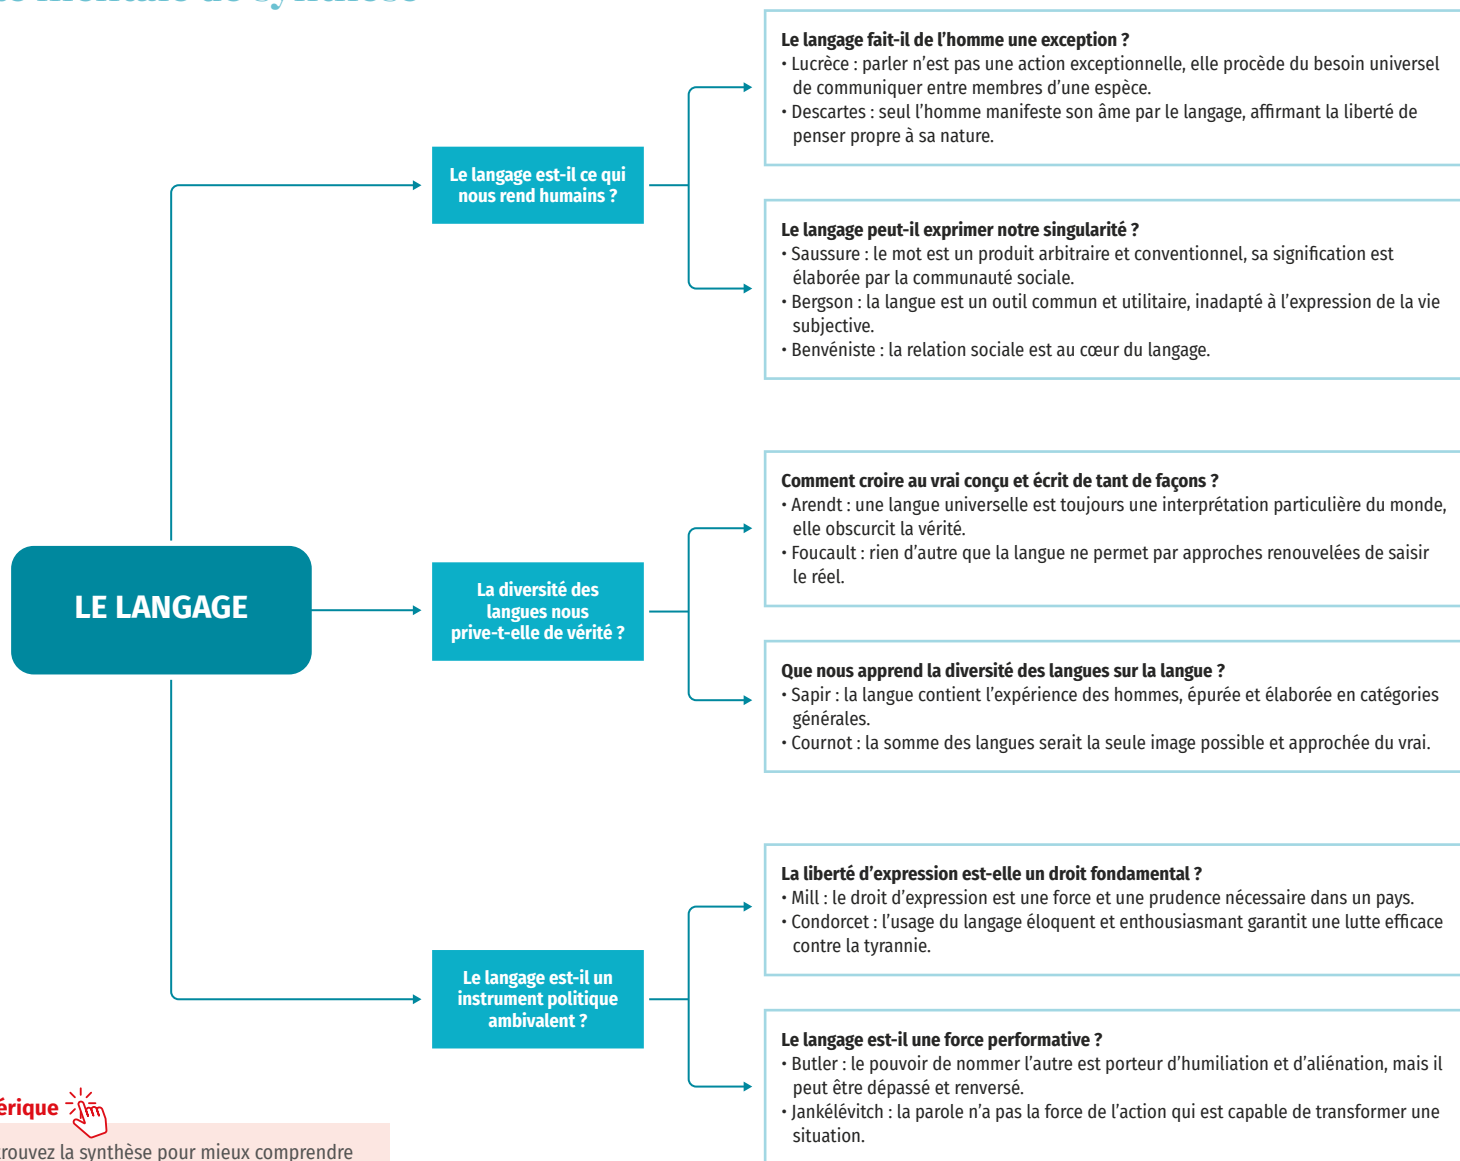 mentale de synthèse
Le langage fait-il de l'homme une exception ?
• Lucrèce : parler n'est pas une action exceptionnelle, elle procède du besoin universel
de communiquer entre membres d'une espèce.
• Descartes : seul l'homme manifeste son âme par le langage, affirmant la liberté de
penser propre à sa nature.
Le langage est-il ce qui
nous rend humains ?
Le langage peut-il exprimer notre singularité ?
• Saussure : le mot est un produit arbitraire et conventionnel, sa signification est
élaborée par la communauté sociale.
• Bergson : la langue est un outil commun et utilitaire, inadapté à l'expression de la vie
subjective.
• Benvéniste : la relation sociale est au cœur du langage.
Comment croire au vrai conçu et écrit de tant de façons ?
• Arendt : une langue universelle est toujours une interprétation particulière du monde,
elle obscurcit la vérité.
• Foucault : rien d'autre que la langue ne permet par approches renouvelées de saisir
le réel.
LE LANGAGE
La diversité des
langues nous
prive-t-elle de vérité ?
Que nous apprend la diversité des langues sur la langue ?
• Sapir : la langue contient l'expérience des hommes, épurée et élaborée en catégories
générales.
• Cournot : la somme des langues serait la seule image possible et approchée du vrai.
La liberté d'expression est-elle un droit fondamental ?
• Mill : le droit d'expression est une force et une prudence nécessaire dans un pays.
• Condorcet : l'usage du langage éloquent et enthousiasmant garantit une lutte efficace
contre la tyrannie.
Le langage est-il un
instrument politique
ambivalent ?
Le langage est-il une force performative ?
• Butler : le pouvoir de nommer l'autre est porteur d'humiliation et d'aliénation, mais il
peut être dépassé et renversé.
• Jankélévitch : la parole n'a pas la force de l'action qui est capable de transformer une
situation.
érique
trouvez la synthèse pour mieux comprendre